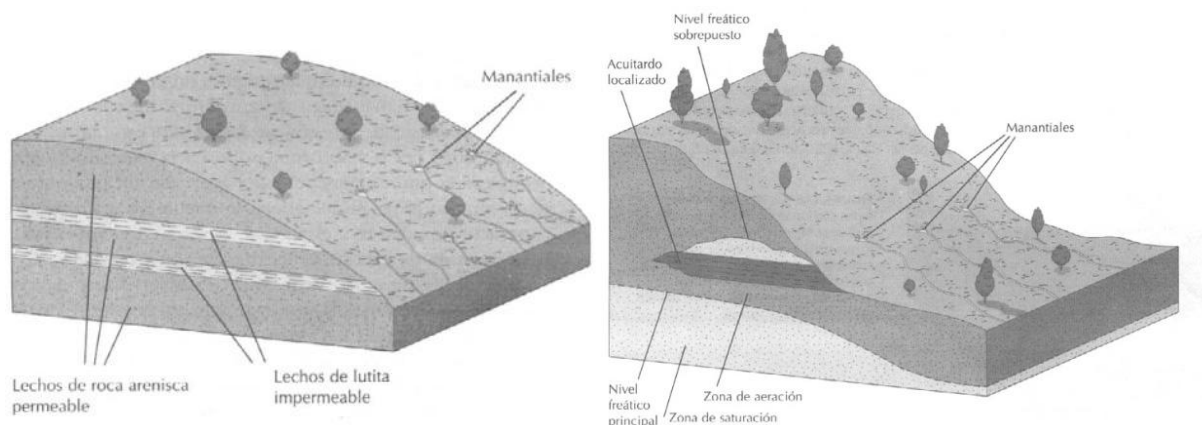 Manantiales
Lechos de roca arenisca
permeable
Lechos de lutita
impermeable
Nivel freático
sobrepuesto
Acuitardo
localizado
Manantiales
Nivel
freático
principal
Zona de aeración
Zona de saturación